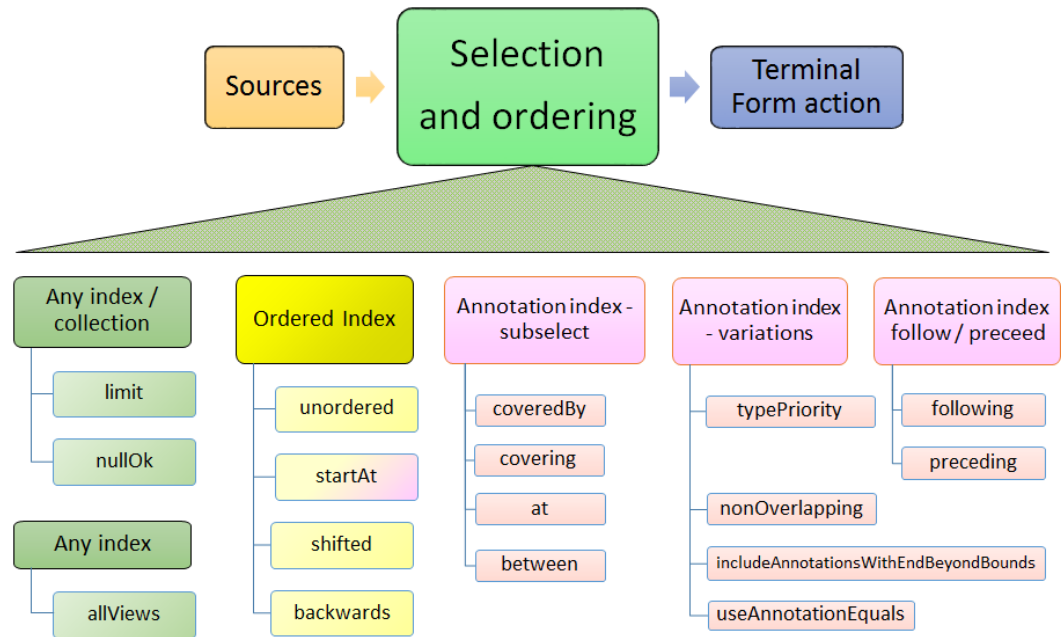 Sources
Selection
and ordering
Terminal
Form action
Any index /
collection
limit
nullOk
Any index
allViews
Ordered Index
unordered
startAt
shifted
backwards
Annotation index -
subselect
coveredBy
covering
at
between
Annotation index
- variations
typePriority
nonOverlapping
includeAnnotationsWithEndBeyondBounds
useAnnotationEquals
Annotation index
follow / preceed
following
preceding